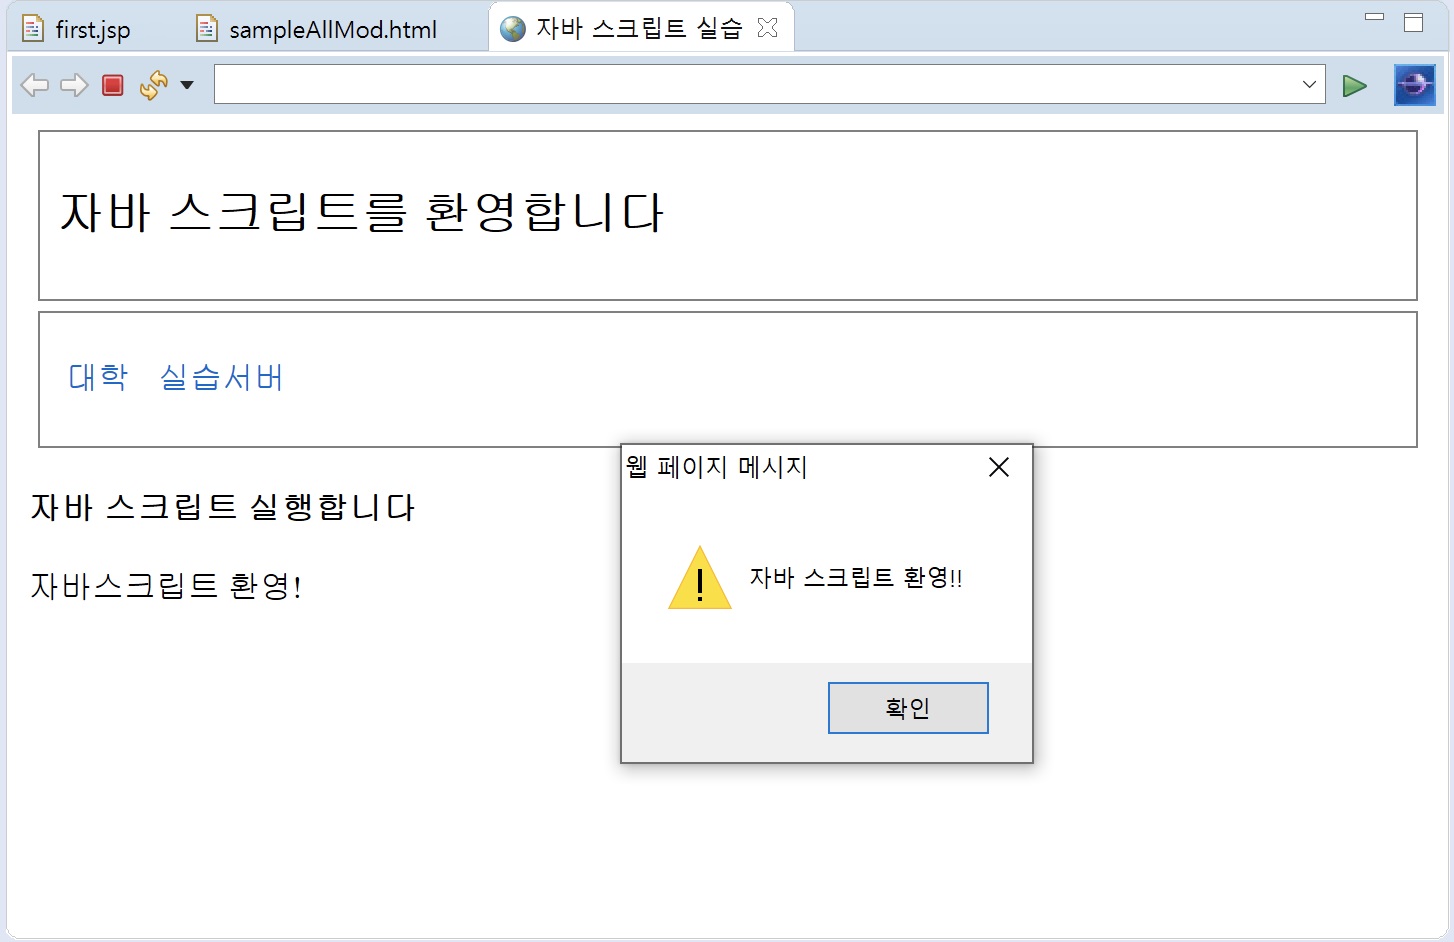 first.jsp
sampleAllMod.html
자바 스크립트 실습
자바 스크립트를 환영합니다
대학 실습서버
자바 스크립트 실행합니다
자바스크립트 환영!
웹 페이지 메시지
자바 스크립트 환영!!
확인